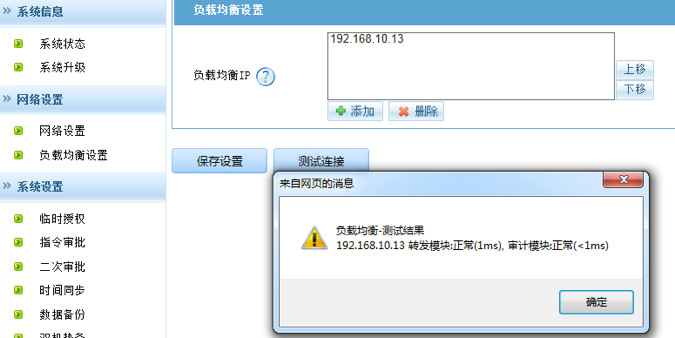 系统信息
系统状态
系统升级
网络设置
网络设置
负载均衡设置
系统设置
临时授权
指令审批
二次审批
时间同步
数据备份
负载均衡设置
负载均衡IP
192.168.10.13
上移
下移
添加
删除
保存设置
测试连接
来自网页的消息
负载均衡-测试结果
192.168.10.13 转发模块:正常(1ms), 审计模块:正常(<1ms)
确定